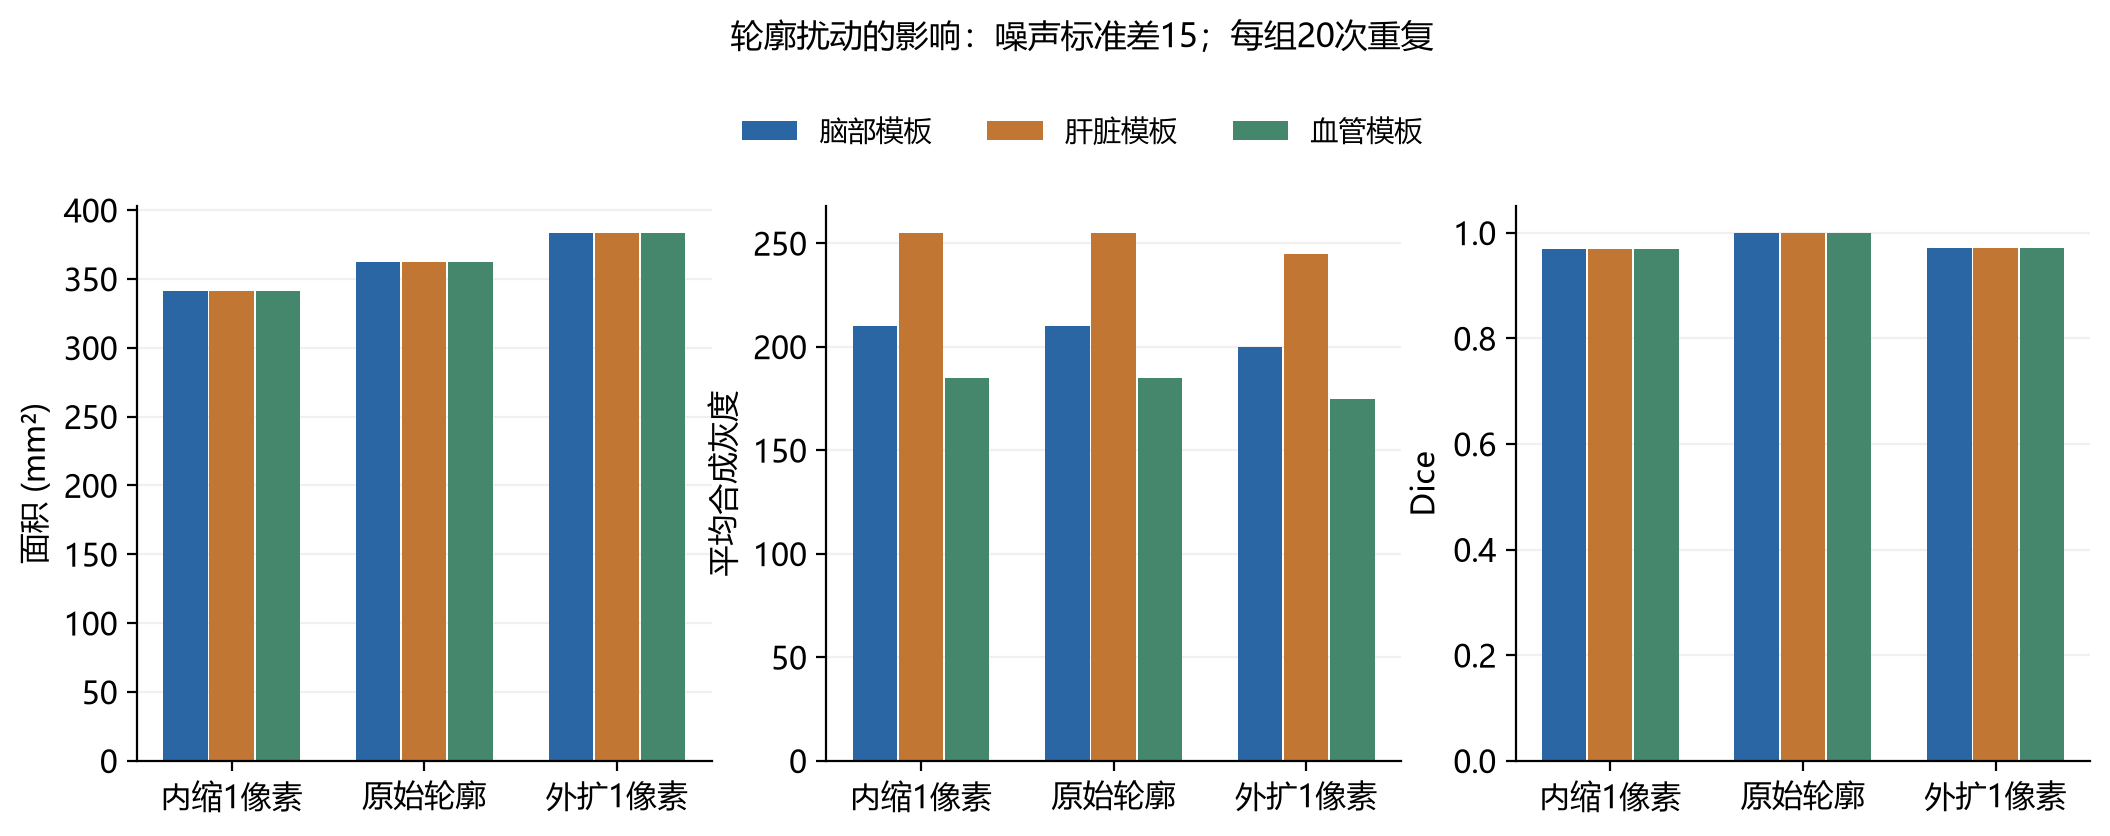 轮廓扰动的影响：噪声标准差15；每组20次重复
脑部模板 肝脏模板 血管模板
面积 (mm²)
400
350
300
250
200
150
100
50
0
内缩1像素 原始轮廓 外扩1像素
平均合成灰度
250
200
150
100
50
0
内缩1像素 原始轮廓 外扩1像素
Dice
1.0
0.8
0.6
0.4
0.2
0.0
内缩1像素 原始轮廓 外扩1像素